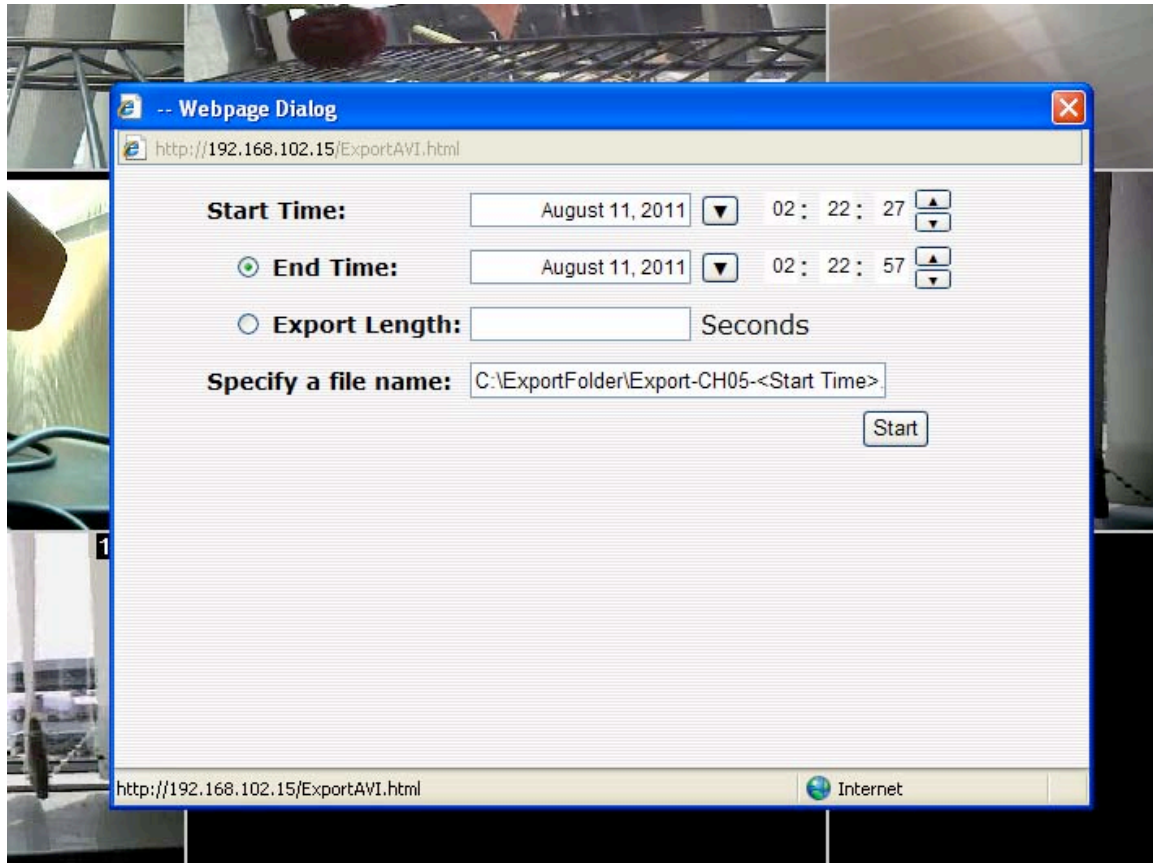 -- Webpage Dialog
http://192.168.102.15/ExportAVI.html
Start Time: August 11, 2011 02 : 22 : 27
End Time: August 11, 2011 02 : 22 : 57
Export Length: Seconds
Specify a file name: C:\ExportFolder\Export-CH05-<Start Time>.
Start
1
http://192.168.102.15/ExportAVI.html Internet